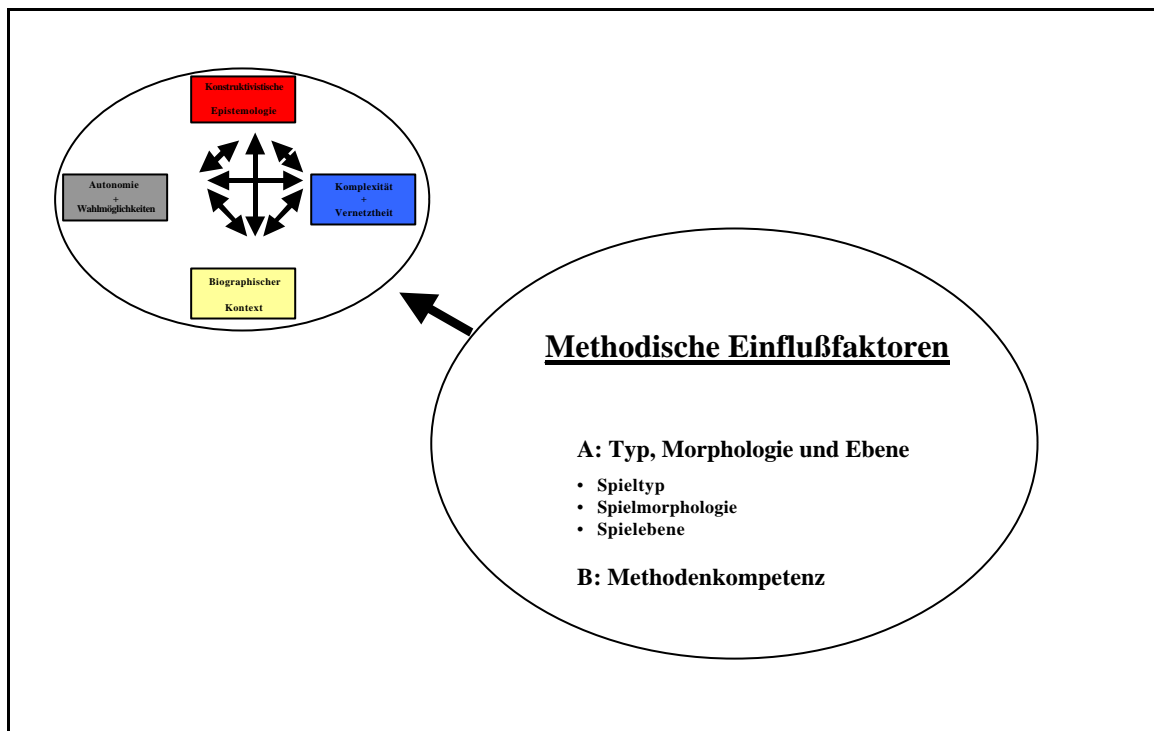 Konstruktivistische
Epistemologie
Autonomie
+
Wahlmöglichkeiten
Komplexität
+
Vernetztheit
Biographischer
Kontext
Methodische Einflußfaktoren
A: Typ, Morphologie und Ebene
• Spieltyp
• Spielmorphologie
• Spielebene
B: Methodenkompetenz